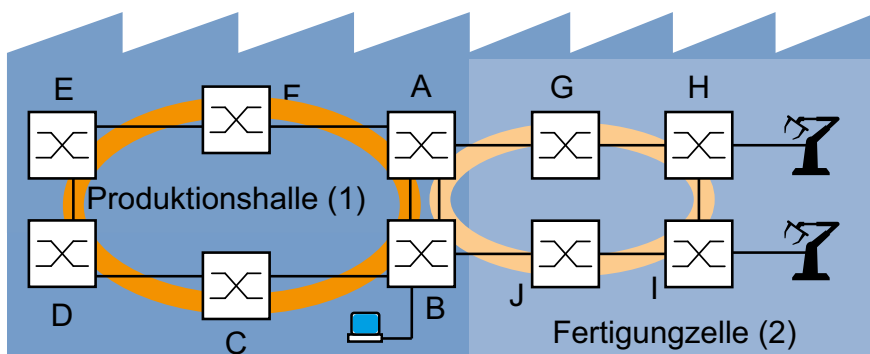 E
F
A
G
H
Produktionshalle (1)
D
C
B
J
I
Fertigungzelle (2)